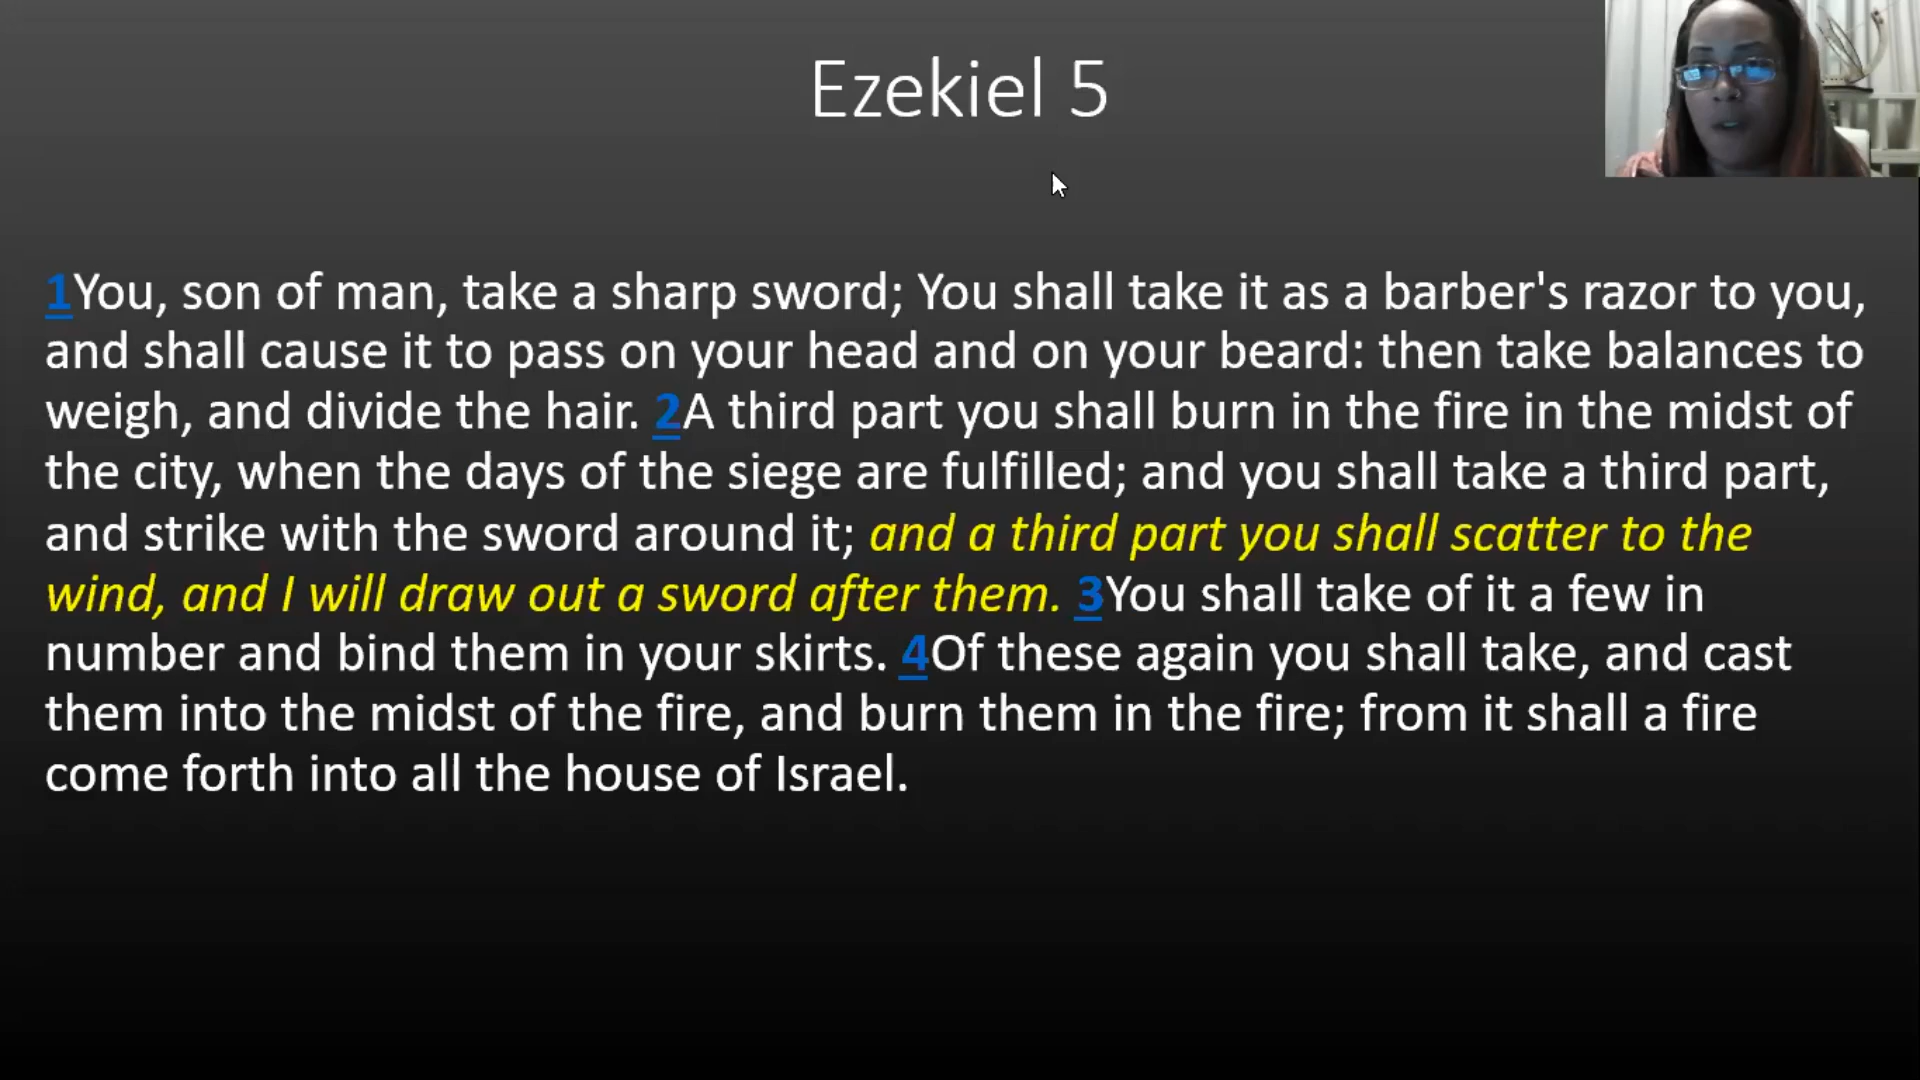 Ezekiel 5
1You, son of man, take a sharp sword; You shall take it as a barber's razor to you,
and shall cause it to pass on your head and on your beard: then take balances to
weigh, and divide the hair. 2A third part you shall burn in the fire in the midst of
the city, when the days of the siege are fulfilled; and you shall take a third part,
and strike with the sword around it; and a third part you shall scatter to the
wind, and I will draw out a sword after them. 3You shall take of it a few in
number and bind them in your skirts. 4Of these again you shall take, and cast
them into the midst of the fire, and burn them in the fire; from it shall a fire
come forth into all the house of Israel.